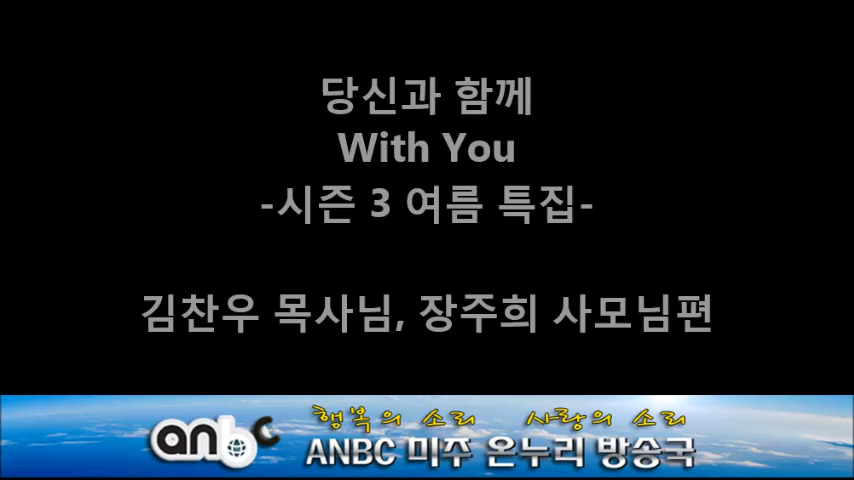 당신과 함께
With You
-시즌 3 여름 특집-
김찬우 목사님, 장주희 사모님편
anbc
행복의 소리 사랑의 소리
ANBC 미주 온누리 방송국